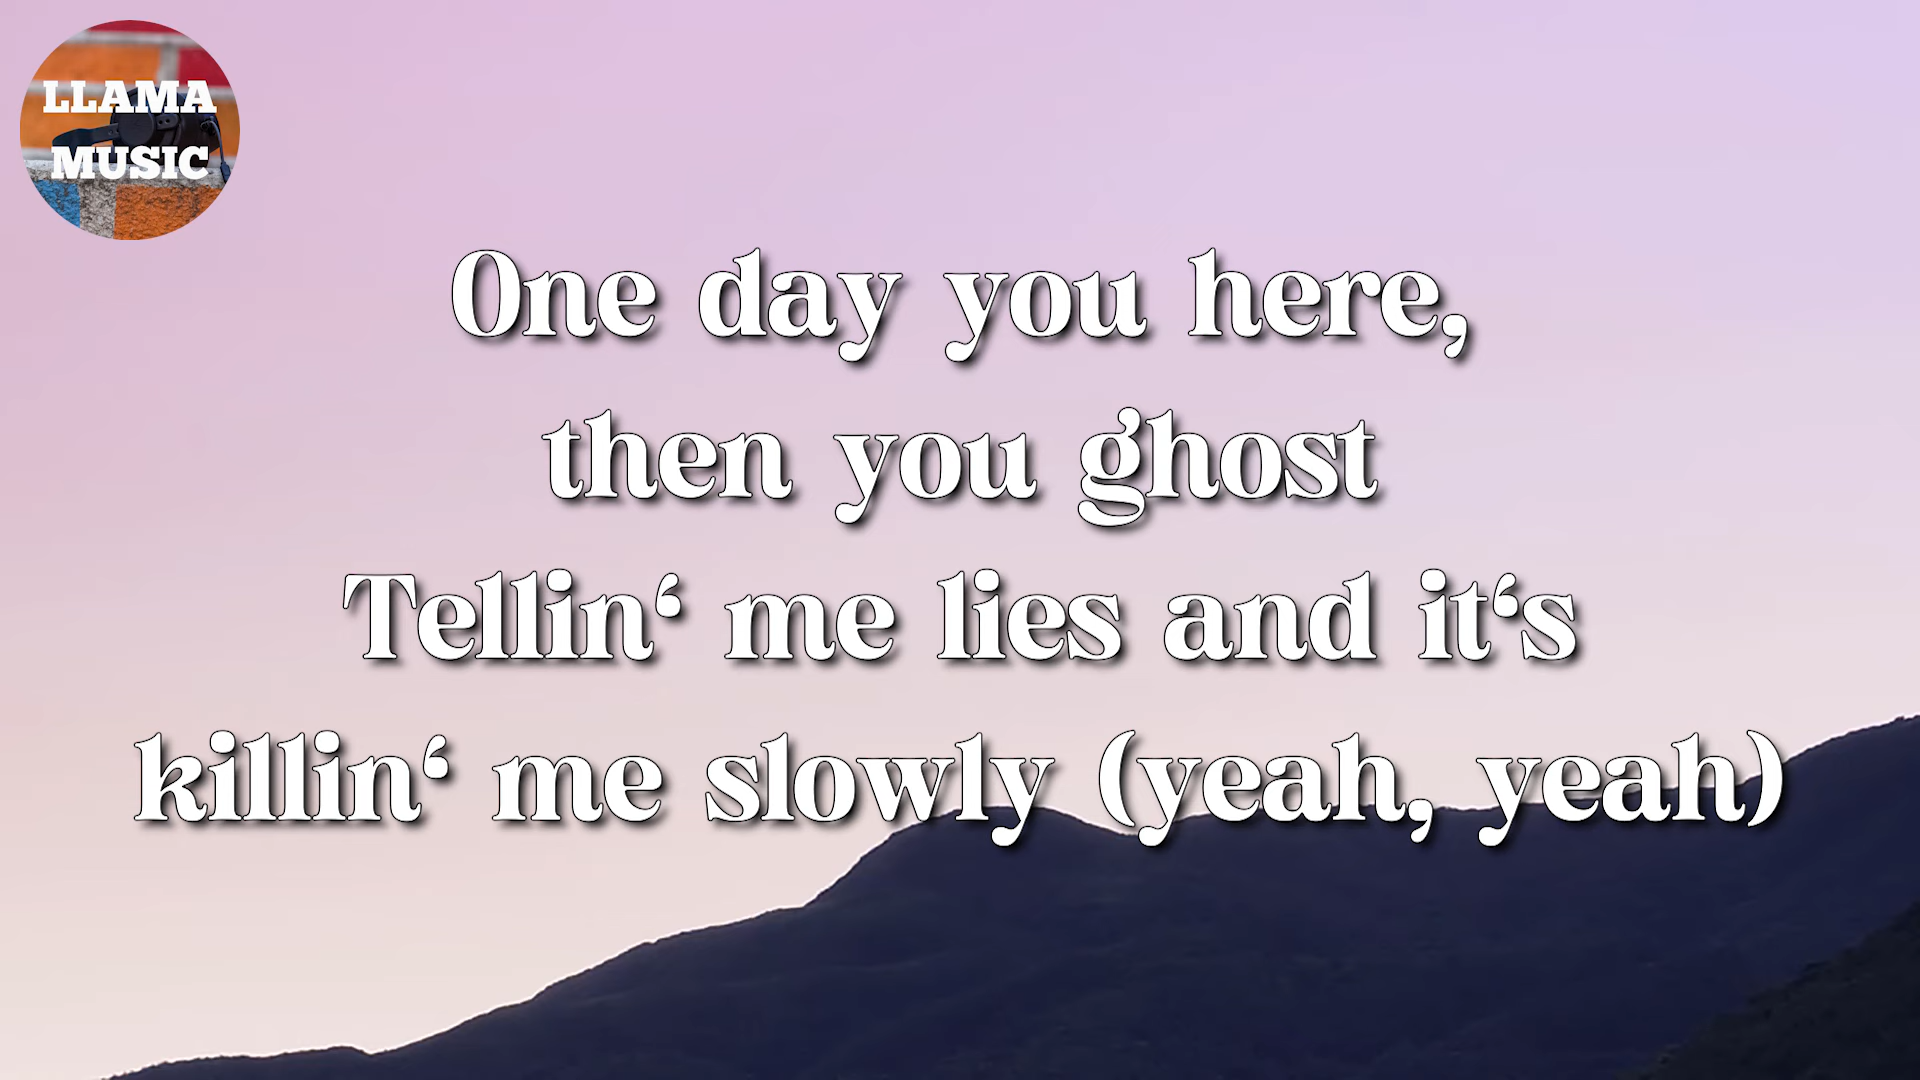 LLAMA
MUSIC
One day you here,
then you ghost
Tellin‘ me lies and it‘s
killin‘ me slowly (yeah, yeah)